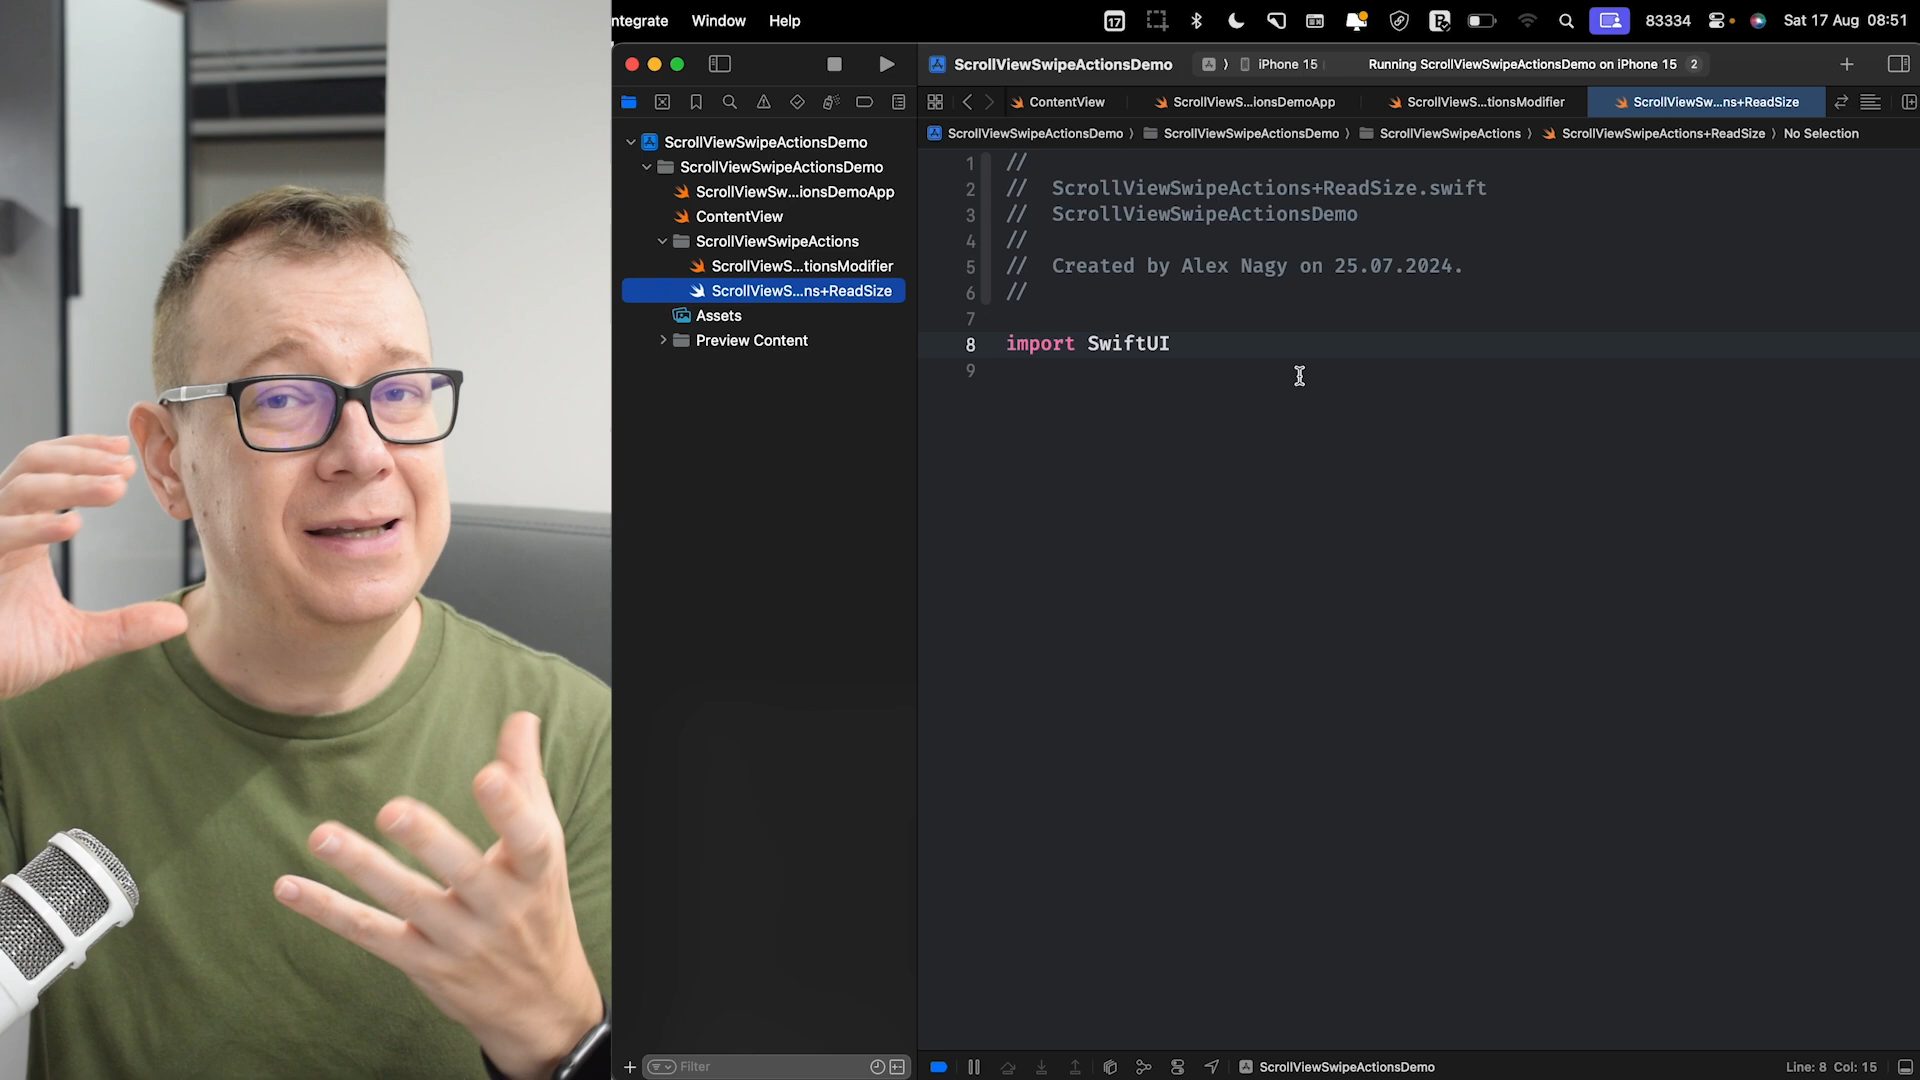 ntegrate Window Help 17 83334 Sat 17 Aug 08:51
ScrollViewSwipeActionsDemo iPhone 15 Running ScrollViewSwipeActionsDemo on iPhone 15 2
ContentView ScrollViewS...ionsDemoApp ScrollViewS...tionsModifier ScrollViewSw...ns+ReadSize
ScrollViewSwipeActionsDemo ScrollViewSwipeActionsDemo ScrollViewSwipeActions ScrollViewSwipeActions+ReadSize No Selection
ScrollViewSwipeActionsDemo
ScrollViewSwipeActionsDemo
ScrollViewSw...ionsDemoApp
ContentView
ScrollViewSwipeActions
ScrollViewS...tionsModifier
ScrollViewS...ns+ReadSize
Assets
Preview Content
1 //
2 // ScrollViewSwipeActions+ReadSize.swift
3 // ScrollViewSwipeActionsDemo
4 //
5 // Created by Alex Nagy on 25.07.2024.
6 //
7
8 import SwiftUI
9
Filter
ScrollViewSwipeActionsDemo Line: 8 Col: 15